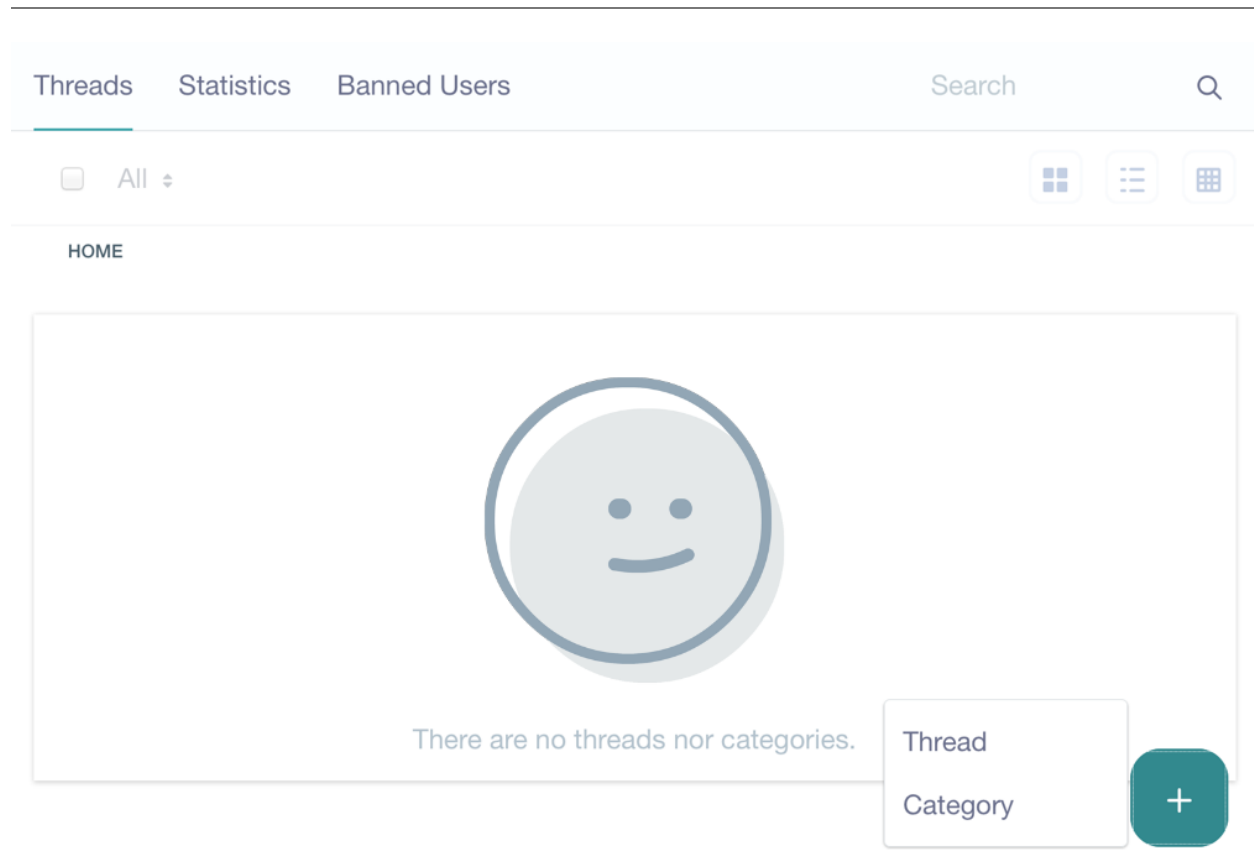 Threads Statistics Banned Users Search
All
HOME
There are no threads nor categories.
Thread
Category